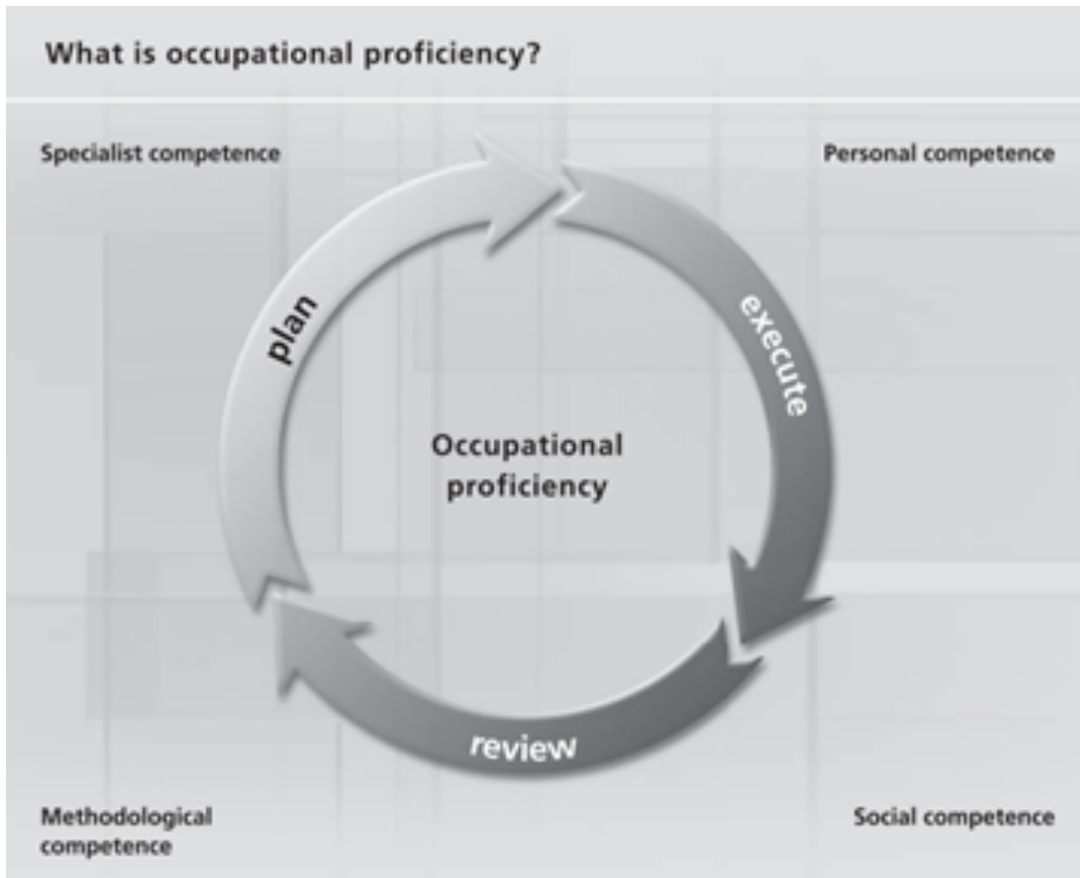 What is occupational proficiency?
Specialist competence
Personal competence
plan
execute
Occupational
proficiency
review
Methodological
competence
Social competence